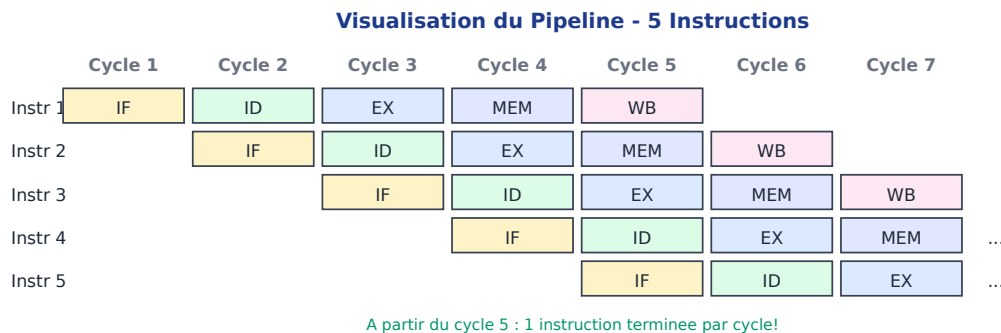 Visualisation du Pipeline - 5 Instructions
Cycle 1 Cycle 2 Cycle 3 Cycle 4 Cycle 5 Cycle 6 Cycle 7
Instr 1 IF ID EX MEM WB
Instr 2 IF ID EX MEM WB
Instr 3 IF ID EX MEM WB
Instr 4 IF ID EX MEM ...
Instr 5 IF ID EX ...
A partir du cycle 5 : 1 instruction terminee par cycle!